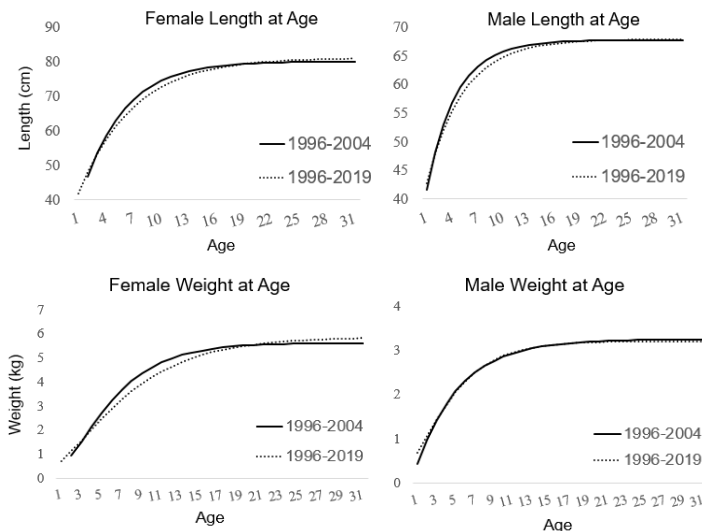 Female Length at Age
90
80
70
60
50
40
Length (cm)
1996-2004
1996-2019
1 4 7 10 13 16 19 22 25 28 31
Age
Male Length at Age
70
65
60
55
50
45
40
1996-2004
1996-2019
1 4 7 10 13 16 19 22 25 28 31
Age
Female Weight at Age
7
6
5
4
3
2
1
0
Weight (kg)
1996-2004
1996-2019
1 3 5 7 9 11 13 15 17 19 21 23 25 27 29 31
Age
Male Weight at Age
4
3
2
1
0
1996-2004
1996-2019
1 3 5 7 9 11 13 15 17 19 21 23 25 27 29 31
Age